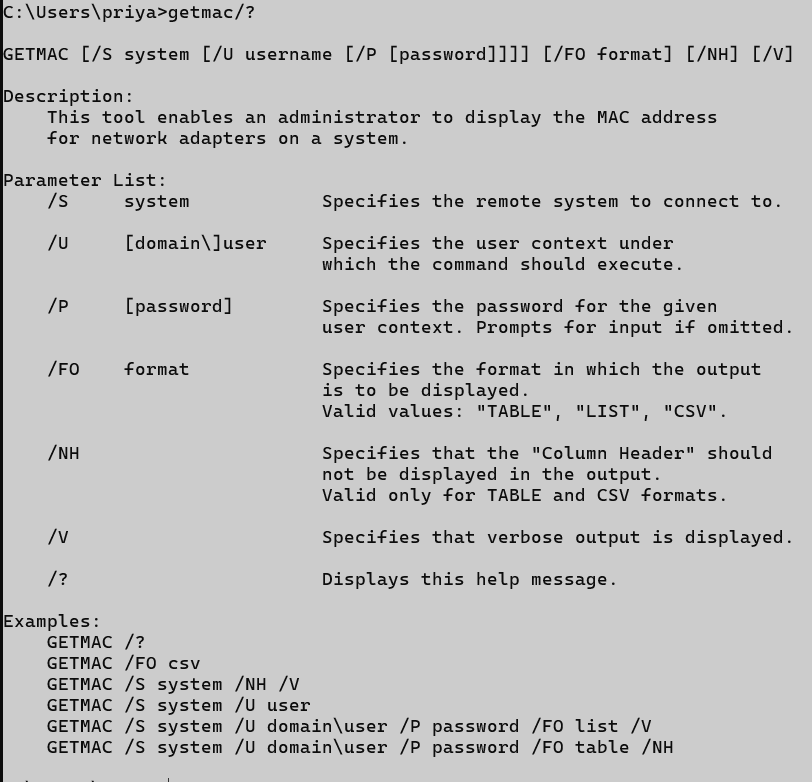 C:\Users\priya>getmac/?
GETMAC [/S system [/U username [/P [password]]]] [/FO format] [/NH] [/V]
Description:
This tool enables an administrator to display the MAC address
for network adapters on a system.
Parameter List:
/S system Specifies the remote system to connect to.
/U [domain\]user Specifies the user context under
which the command should execute.
/P [password] Specifies the password for the given
user context. Prompts for input if omitted.
/FO format Specifies the format in which the output
is to be displayed.
Valid values: "TABLE", "LIST", "CSV".
/NH Specifies that the "Column Header" should
not be displayed in the output.
Valid only for TABLE and CSV formats.
/V Specifies that verbose output is displayed.
/? Displays this help message.
Examples:
GETMAC /?
GETMAC /FO csv
GETMAC /S system /NH /V
GETMAC /S system /U user
GETMAC /S system /U domain\user /P password /FO list /V
GETMAC /S system /U domain\user /P password /FO table /NH